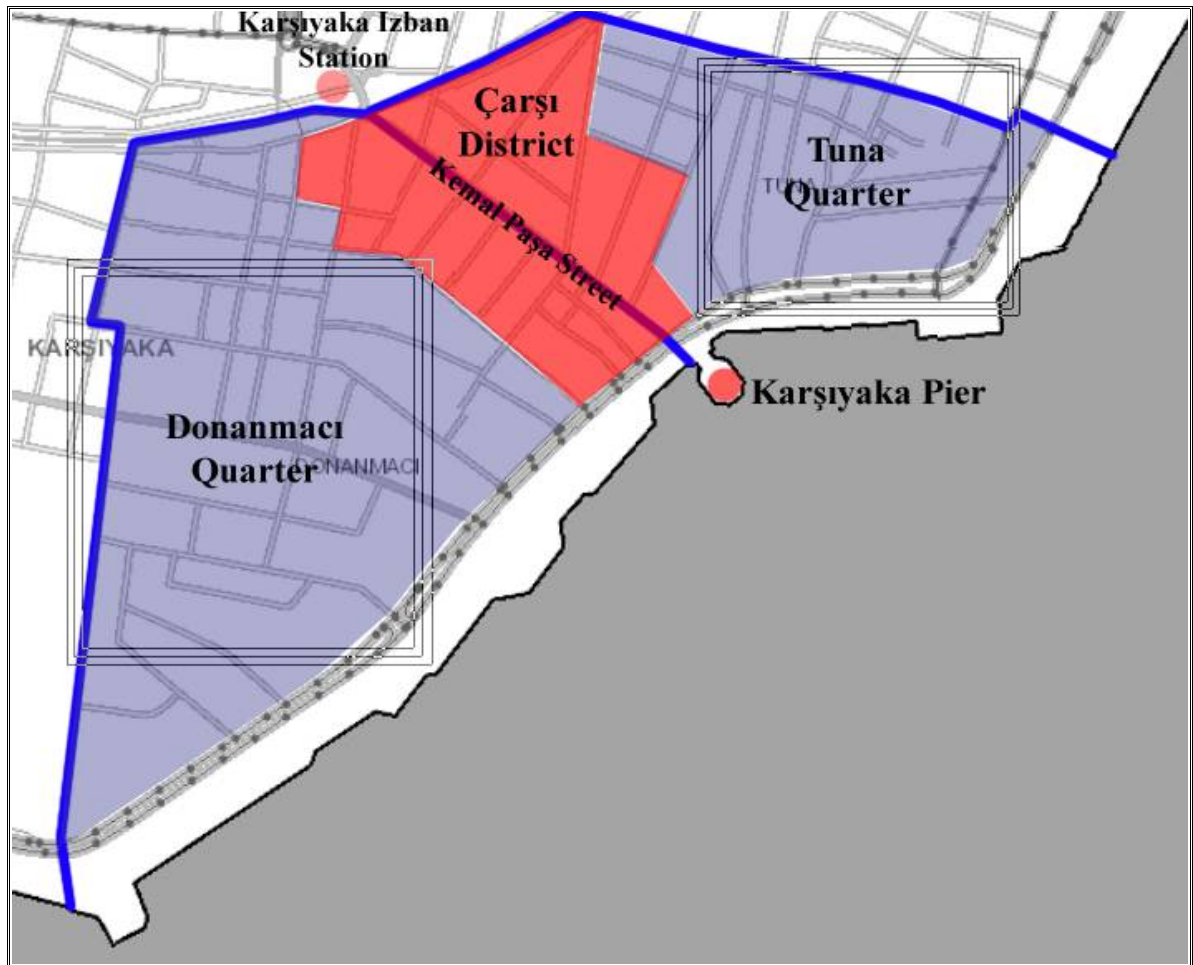 Karşıyaka Izban
Station
Çarşı
District
Tuna
Quarter
TUNA
Kemal Paşa Street
KARŞIYAKA
Karşıyaka Pier
Donanmacı
Quarter
DONANMACI